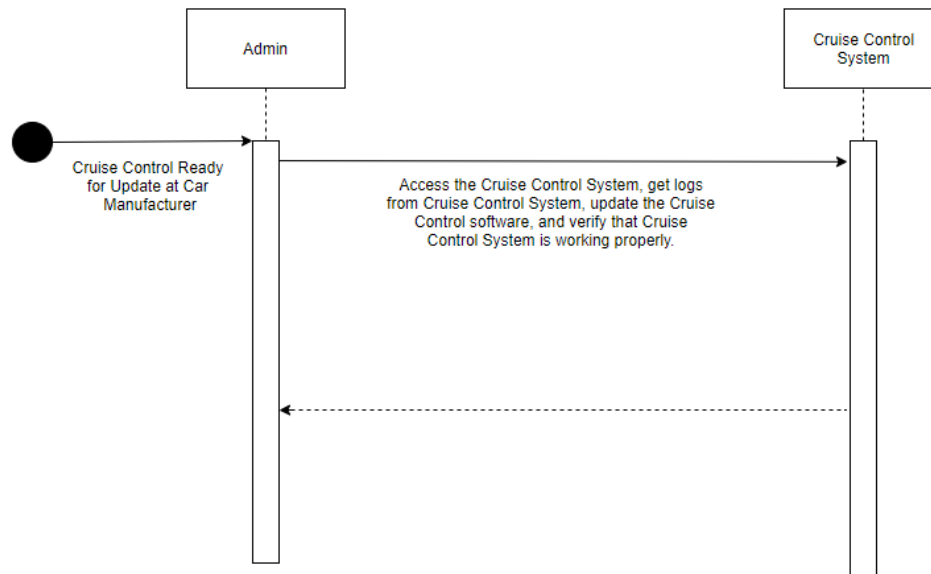 Admin
Cruise Control
System
Cruise Control Ready
for Update at Car
Manufacturer
Access the Cruise Control System, get logs
from Cruise Control System, update the Cruise
Control software, and verify that Cruise
Control System is working properly.